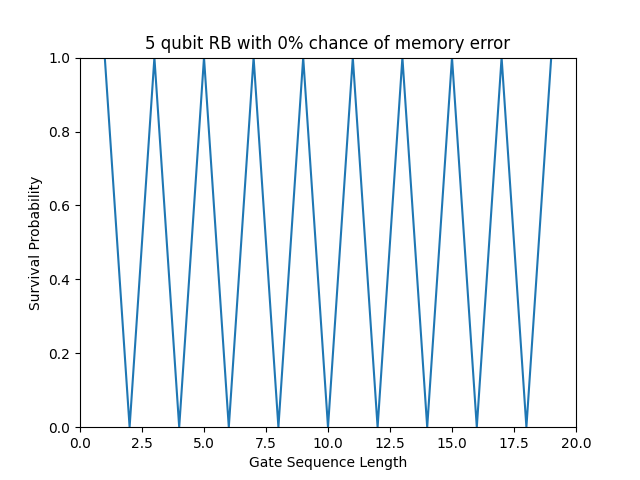 5 qubit RB with 0% chance of memory error
1.0
0.8
0.6
0.4
0.2
0.0
Survival Probability
0.0 2.5 5.0 7.5 10.0 12.5 15.0 17.5 20.0
Gate Sequence Length